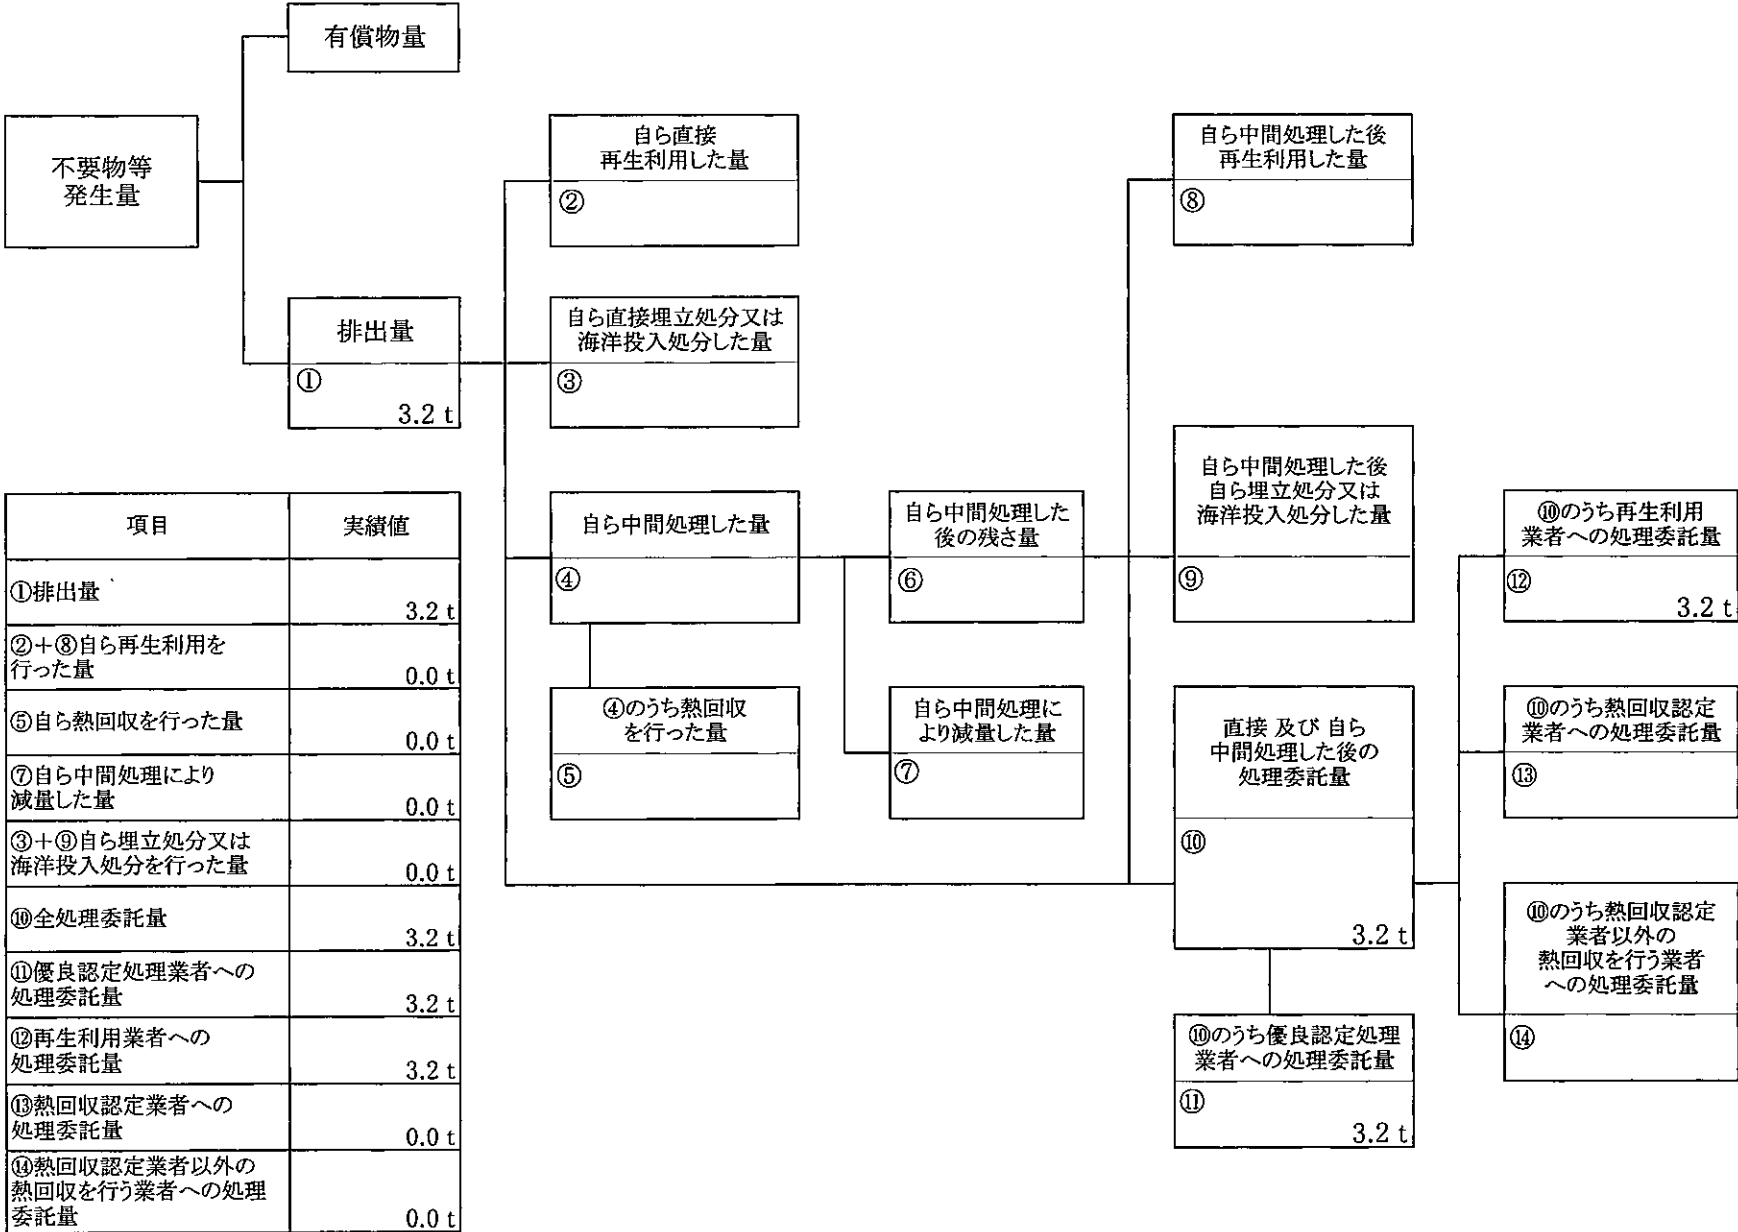 有償物量
不要物等
発生量
排出量
①
3.2 t
自ら直接
再生利用した量
②
自ら直接埋立処分又は
海洋投入処分した量
③
自ら中間処理した量
④
④のうち熱回収
を行った量
⑤
自ら中間処理した
後の残さ量
⑥
自ら中間処理に
より減量した量
⑦
自ら中間処理した後
再生利用した量
⑧
自ら中間処理した後
自ら埋立処分又は
海洋投入処分した量
⑨
直接 及び 自ら
中間処理した後の
処理委託量
⑩
3.2 t
⑩のうち優良認定処理
業者への処理委託量
⑪
3.2 t
⑩のうち再生利用
業者への処理委託量
⑫
3.2 t
⑩のうち熱回収認定
業者への処理委託量
⑬
⑩のうち熱回収認定
業者以外の
熱回収を行う業者
への処理委託量
⑭
項目 実績値
①排出量
3.2 t
②+⑧自ら再生利用を
行った量
0.0 t
⑤自ら熱回収を行った量
0.0 t
⑦自ら中間処理により
減量した量
0.0 t
③+⑨自ら埋立処分又は
海洋投入処分を行った量
0.0 t
⑩全処理委託量
3.2 t
⑪優良認定処理業者への
処理委託量
3.2 t
⑫再生利用業者への
処理委託量
3.2 t
⑬熱回収認定業者への
処理委託量
0.0 t
⑭熱回収認定業者以外の
熱回収を行う業者への処理
委託量
0.0 t